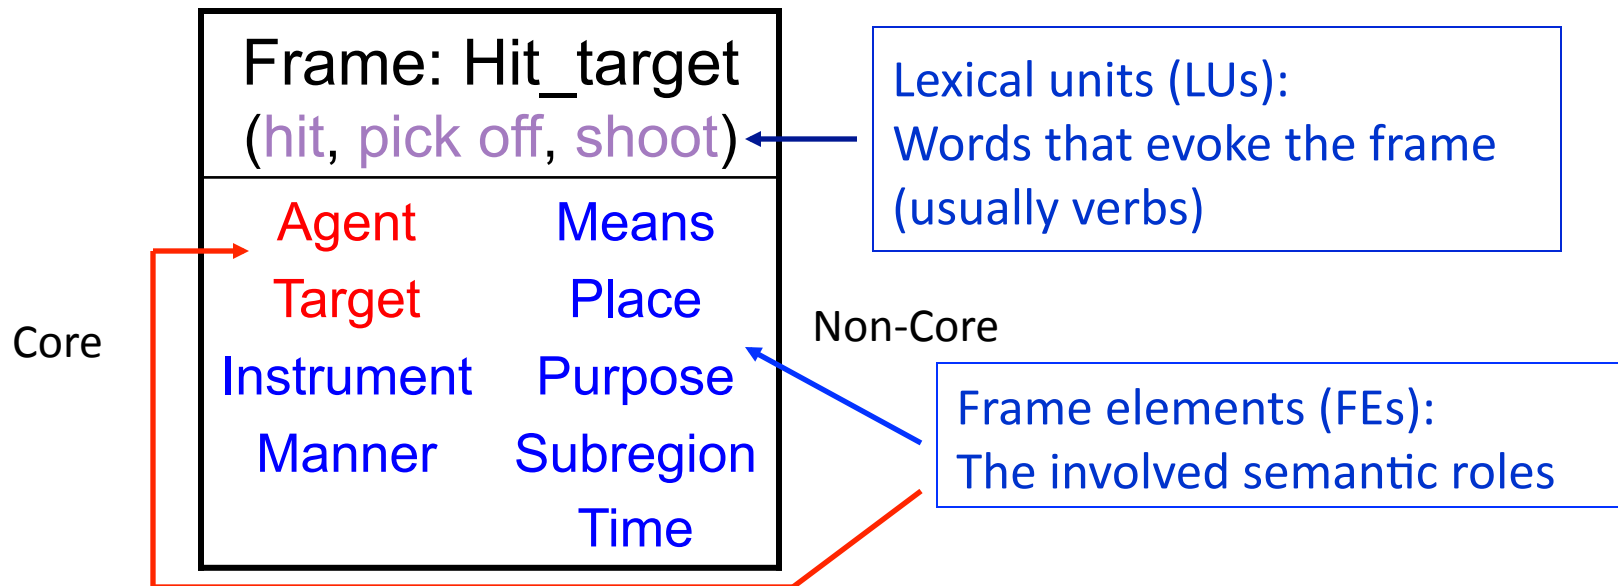 Frame: Hit_target
(hit, pick off, shoot)
Lexical units (LUs):
Words that evoke the frame
(usually verbs)
Agent Means
Target Place
Instrument Purpose
Manner Subregion
Time
Core
Non-Core
Frame elements (FEs):
The involved semantic roles